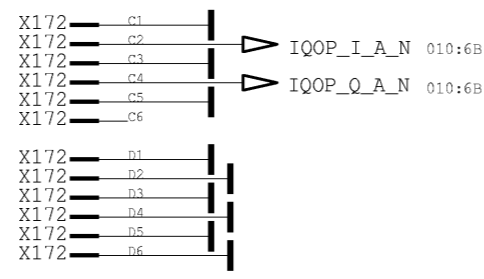 X172 C1
X172 C2 IQOP_I_A_N 010:6B
X172 C3
X172 C4 IQOP_Q_A_N 010:6B
X172 C5
X172 C6
X172 D1
X172 D2
X172 D3
X172 D4
X172 D5
X172 D6